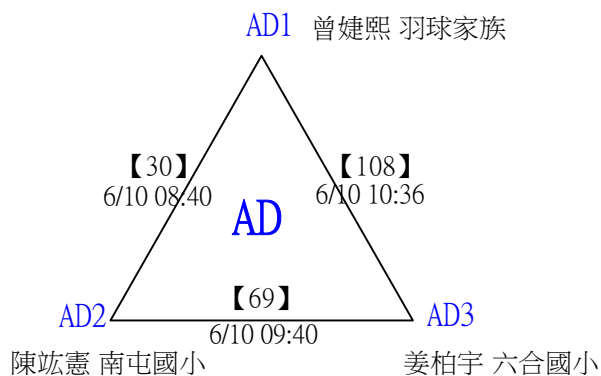 AD1 曾婕熙 羽球家族
【30】
6/10 08:40
【108】
6/10 10:36
AD
【69】
6/10 09:40
AD2
陳竑憲 南屯國小
AD3
姜柏宇 六合國小